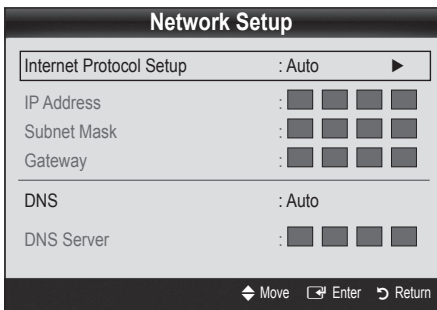 Network Setup
Internet Protocol Setup : Auto ▶
IP Address :
Subnet Mask :
Gateway :
DNS : Auto
DNS Server :
Move Enter Return